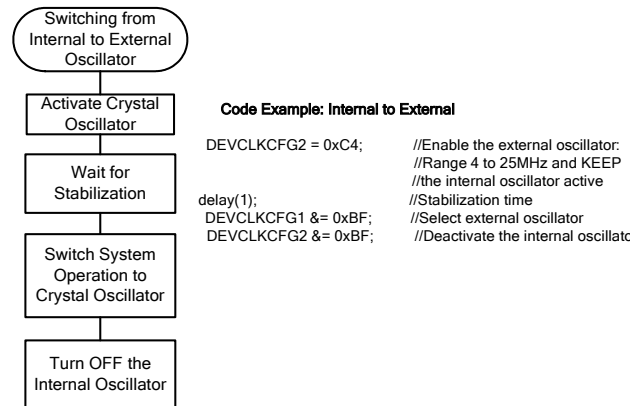 Switching from
Internal to External
Oscillator
Activate Crystal
Oscillator
Wait for
Stabilization
Switch System
Operation to
Crystal Oscillator
Turn OFF the
Internal Oscillator
Code Example: Internal to External
DEVCLKCFG2 = 0xC4; //Enable the external oscillator:
//Range 4 to 25MHz and KEEP
//the internal oscillator active
delay(1); //Stabilization time
DEVCLKCFG1 &= 0xBF; //Select external oscillator
DEVCLKCFG2 &= 0xBF; //Deactivate the internal oscillato